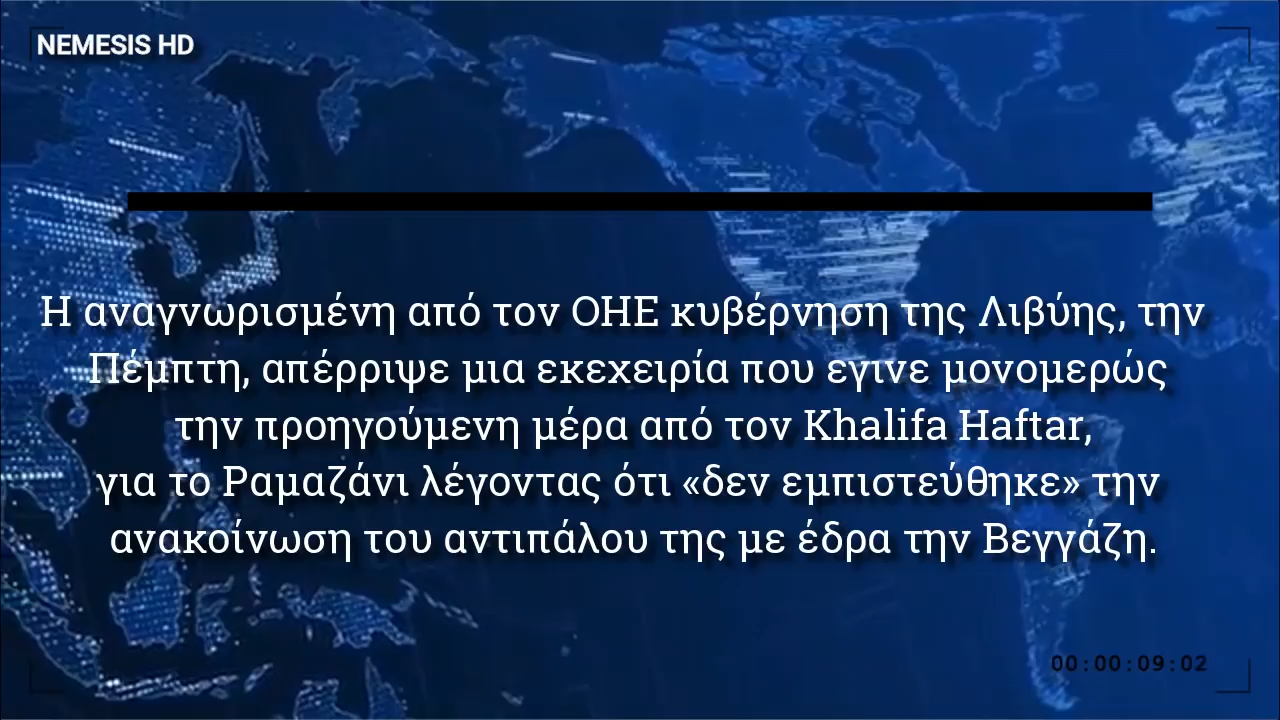 NEMESIS HD
Η αναγνωρισμένη από τον ΟΗΕ κυβέρνηση της Λιβύης, την
Πέμπτη, απέρριψε μια εκεχειρία που εγινε μονομερώς
την προηγούμενη μέρα από τον Khalifa Haftar,
για το Ραμαζάνι λέγοντας ότι «δεν εμπιστεύθηκε» την
ανακοίνωση του αντιπάλου της με έδρα την Βεγγάζη.
00:00:09:02